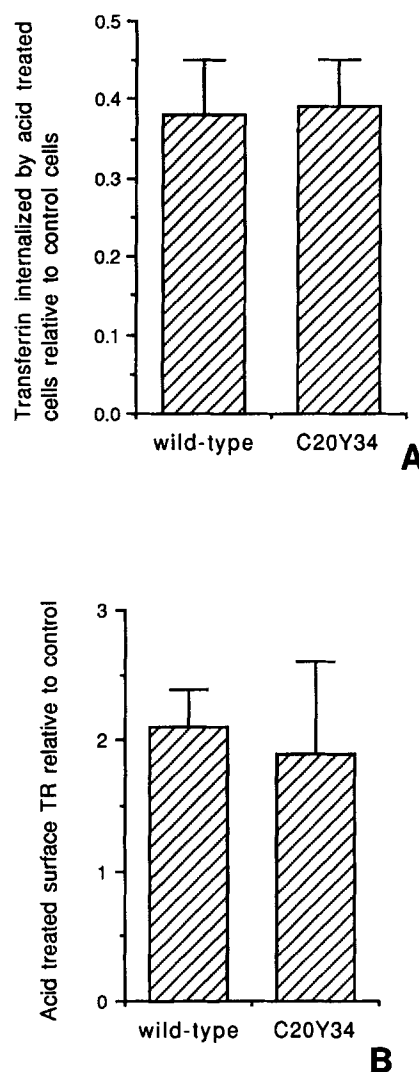 Transferrin internalized by acid treated
cells relative to control cells
0.5
0.4
0.3
0.2
0.1
0.0
wild-type C20Y34
A
Acid treated surface TR relative to control
3
2
1
0
wild-type C20Y34
B